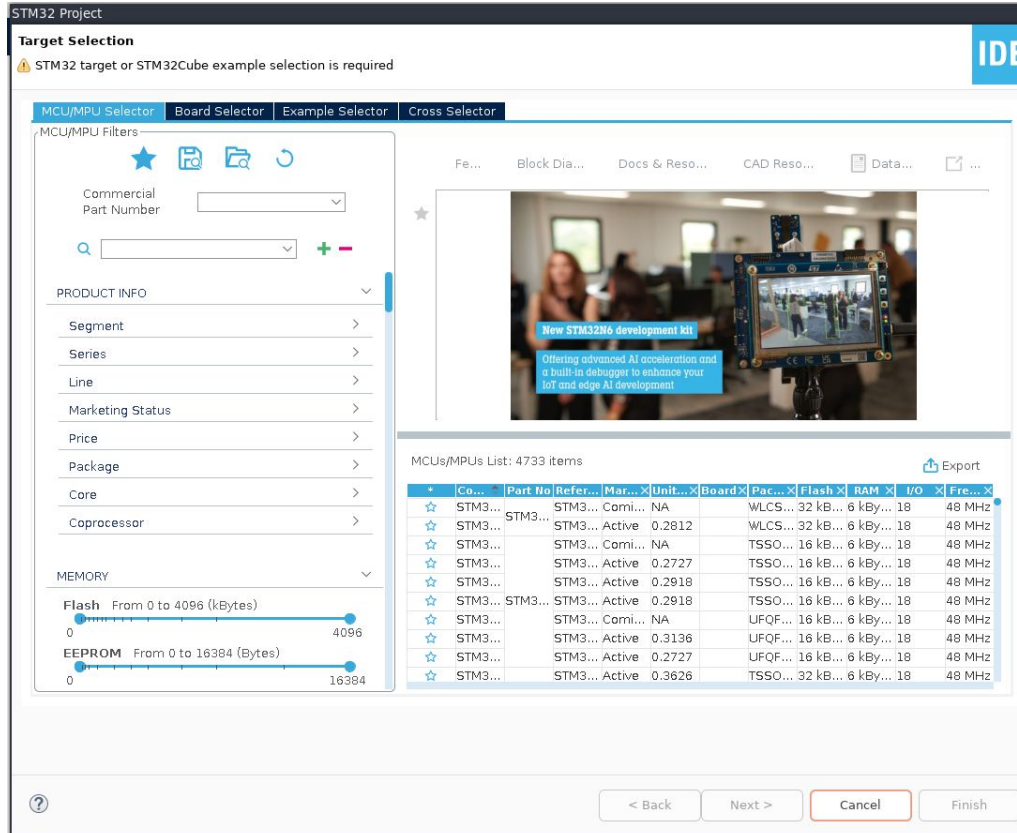 STM32 Project
Target Selection
STM32 target or STM32Cube example selection is required
IDE
MCU/MPU Selector Board Selector Example Selector Cross Selector
MCU/MPU Filters
Commercial
Part Number
PRODUCT INFO
Segment
Series
Line
Marketing Status
Price
Package
Core
Coprocessor
MEMORY
Flash From 0 to 4096 (kBytes)
0 4096
EEPROM From 0 to 16384 (Bytes)
0 16384
Fe... Block Dia... Docs & Reso... CAD Reso... Data... ...
New STM32N6 development kit
Offering advanced AI acceleration and
a built-in debugger to enhance your
IoT and edge AI development
MCUs/MPUs List: 4733 items
Export
* Co... Part No Refer... Mar... X Unit... X Board X Pac... X Flash X RAM X I/O X Fre... X
STM3... STM3... STM3... Comi... NA WLCS... 32 kB... 6 kBy... 18 48 MHz
STM3... STM3... Active 0.2812 WLCS... 32 kB... 6 kBy... 18 48 MHz
STM3... STM3... Comi... NA TSSO... 16 kB... 6 kBy... 18 48 MHz
STM3... STM3... Active 0.2727 TSSO... 16 kB... 6 kBy... 18 48 MHz
STM3... STM3... Active 0.2918 TSSO... 16 kB... 6 kBy... 18 48 MHz
STM3... STM3... STM3... Active 0.2918 TSSO... 16 kB... 6 kBy... 18 48 MHz
STM3... STM3... Comi... NA UFQF... 16 kB... 6 kBy... 18 48 MHz
STM3... STM3... Active 0.3136 UFQF... 16 kB... 6 kBy... 18 48 MHz
STM3... STM3... Active 0.2727 UFQF... 16 kB... 6 kBy... 18 48 MHz
STM3... STM3... Active 0.3626 TSSO... 32 kB... 6 kBy... 18 48 MHz
? < Back Next > Cancel Finish